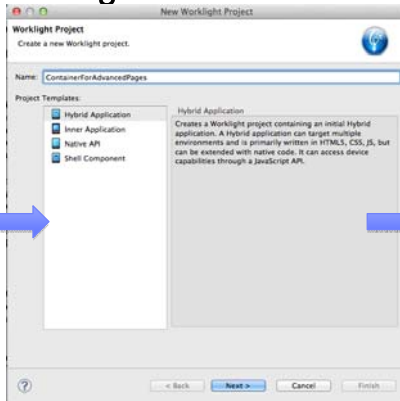 New Worklight Project
Worklight Project
Create a new Worklight project.
Name: ContainerForAdvancedPages
Project Templates:
Hybrid Application
Inner Application
Native API
Shell Component
Hybrid Application
Creates a Worklight project containing an initial Hybrid
application. A Hybrid application can target multiple
environments and is primarily written in HTML5, CSS, JS, but
can be extended with native code. It can access device
capabilities through a JavaScript API.
?
< Back Next > Cancel Finish